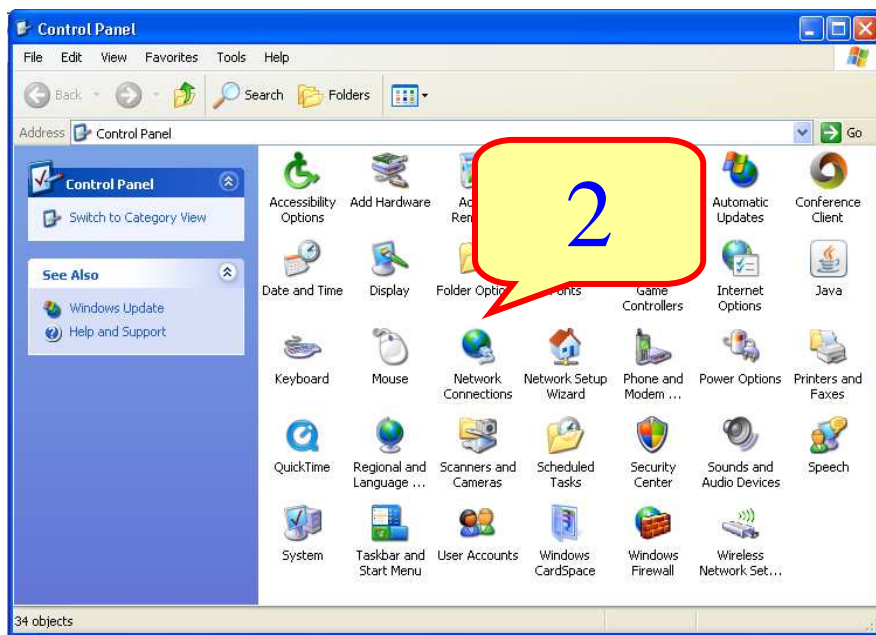 Control Panel
File Edit View Favorites Tools Help
Back Search Folders
Address Control Panel Go
Control Panel
Switch to Category View
See Also
Windows Update
Help and Support
2
Accessibility Options
Add Hardware
Automatic Updates
Conference Client
Date and Time
Display
Folder
Game Controllers
Internet Options
Java
Keyboard
Mouse
Network Connections
Network Setup Wizard
Phone and Modem ...
Power Options
Printers and Faxes
QuickTime
Regional and Language ...
Scanners and Cameras
Scheduled Tasks
Security Center
Sounds and Audio Devices
Speech
System
Taskbar and Start Menu
User Accounts
Windows CardSpace
Windows Firewall
Wireless Network Set...
34 objects